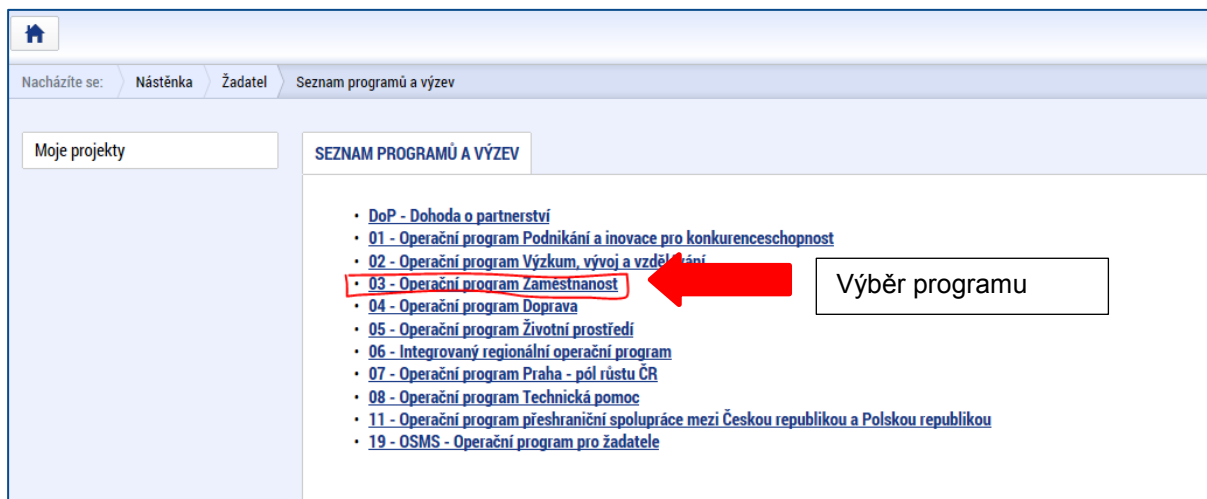 Nacházíte se: Nástěnka Žadatel Seznam programů a výzev
Moje projekty
SEZNAM PROGRAMŮ A VÝZEV
• DoP - Dohoda o partnerství
• 01 - Operační program Podnikání a inovace pro konkurenceschopnost
• 02 - Operační program Výzkum, vývoj a vzdělávání
• 03 - Operační program Zaměstnanost
Výběr programu
• 04 - Operační program Doprava
• 05 - Operační program Životní prostředí
• 06 - Integrovaný regionální operační program
• 07 - Operační program Praha - pól růstu ČR
• 08 - Operační program Technická pomoc
• 11 - Operační program přeshraniční spolupráce mezi Českou republikou a Polskou republikou
• 19 - OSMS - Operační program pro žadatele